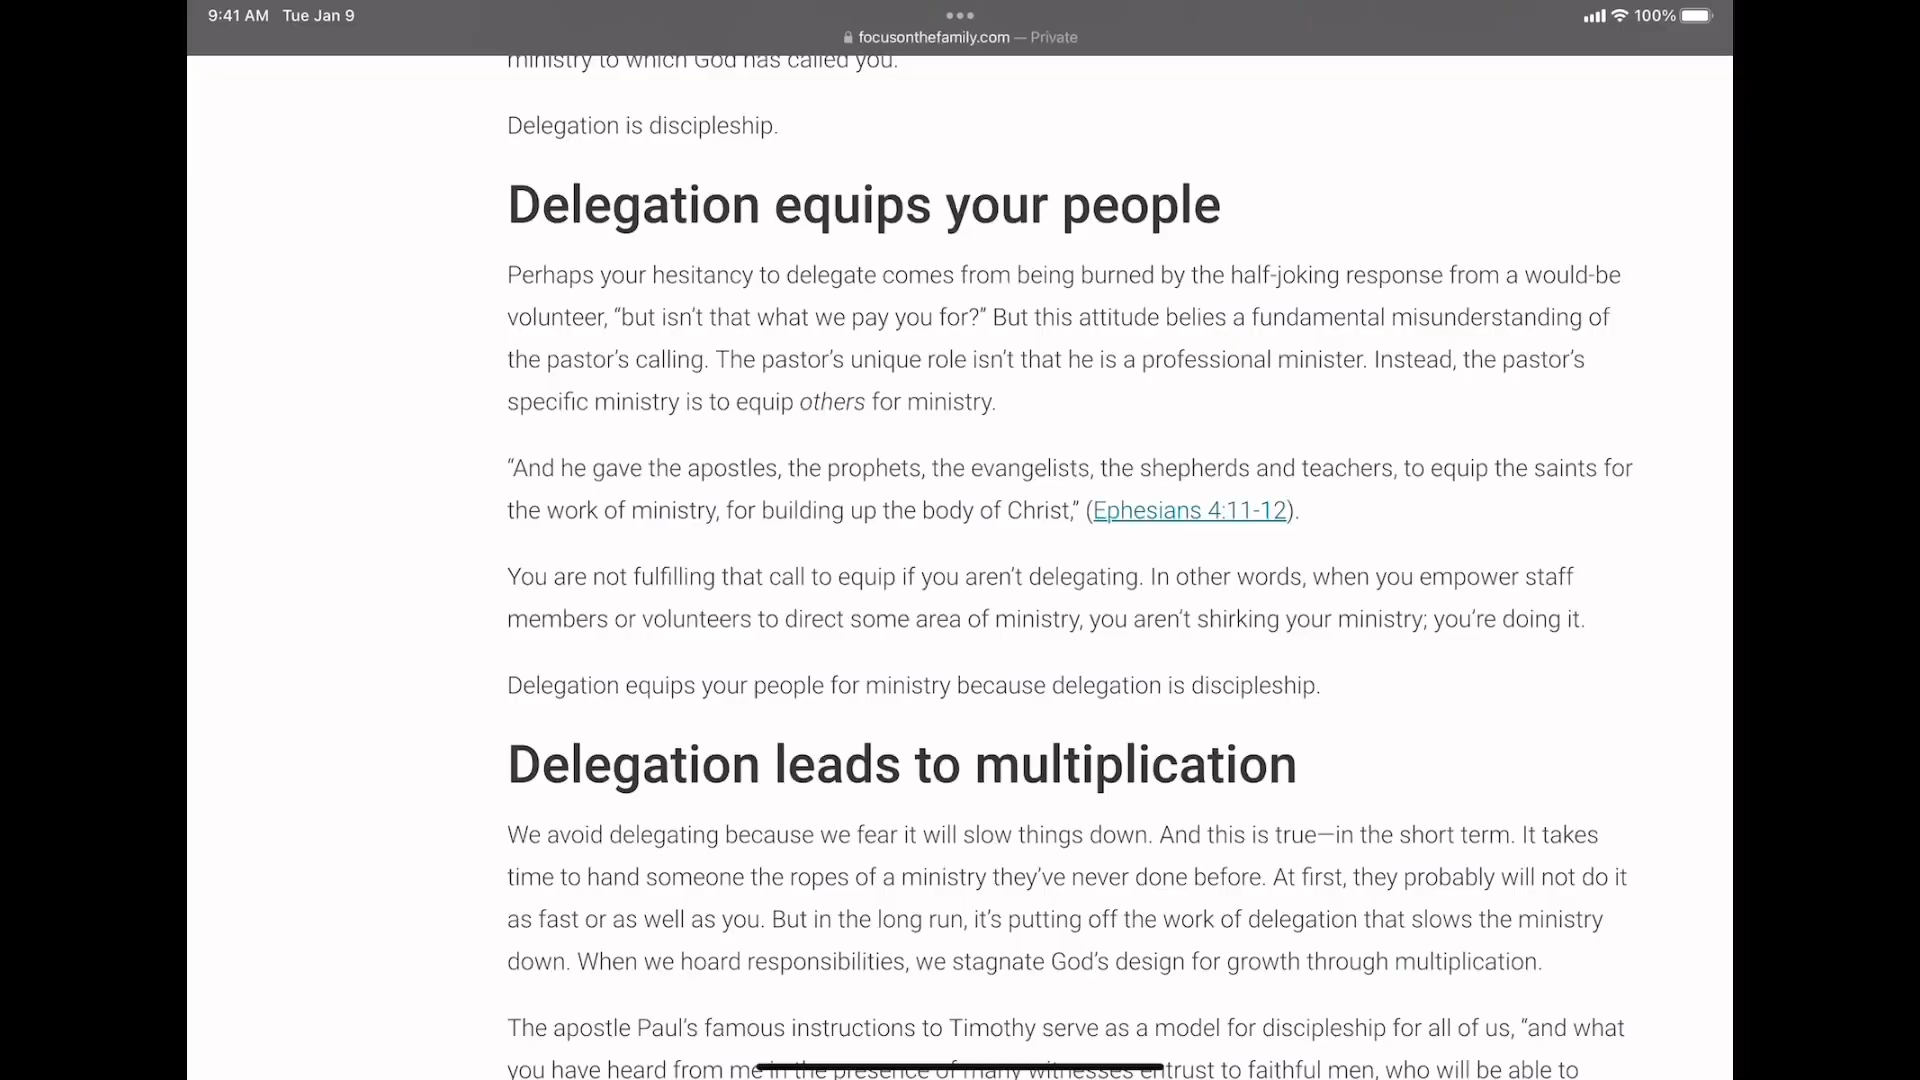 9:41 AM Tue Jan 9
100%
focusonthefamily.com — Private
ministry to which God has called you.
Delegation is discipleship.
Delegation equips your people
Perhaps your hesitancy to delegate comes from being burned by the half-joking response from a would-be
volunteer, “but isn’t that what we pay you for?” But this attitude belies a fundamental misunderstanding of
the pastor’s calling. The pastor’s unique role isn’t that he is a professional minister. Instead, the pastor’s
specific ministry is to equip others for ministry.
“And he gave the apostles, the prophets, the evangelists, the shepherds and teachers, to equip the saints for
the work of ministry, for building up the body of Christ,” (Ephesians 4:11-12).
You are not fulfilling that call to equip if you aren’t delegating. In other words, when you empower staff
members or volunteers to direct some area of ministry, you aren’t shirking your ministry; you’re doing it.
Delegation equips your people for ministry because delegation is discipleship.
Delegation leads to multiplication
We avoid delegating because we fear it will slow things down. And this is true—in the short term. It takes
time to hand someone the ropes of a ministry they’ve never done before. At first, they probably will not do it
as fast or as well as you. But in the long run, it’s putting off the work of delegation that slows the ministry
down. When we hoard responsibilities, we stagnate God’s design for growth through multiplication.
The apostle Paul’s famous instructions to Timothy serve as a model for discipleship for all of us, “and what
you have heard from me in the presence of many witnesses entrust to faithful men, who will be able to